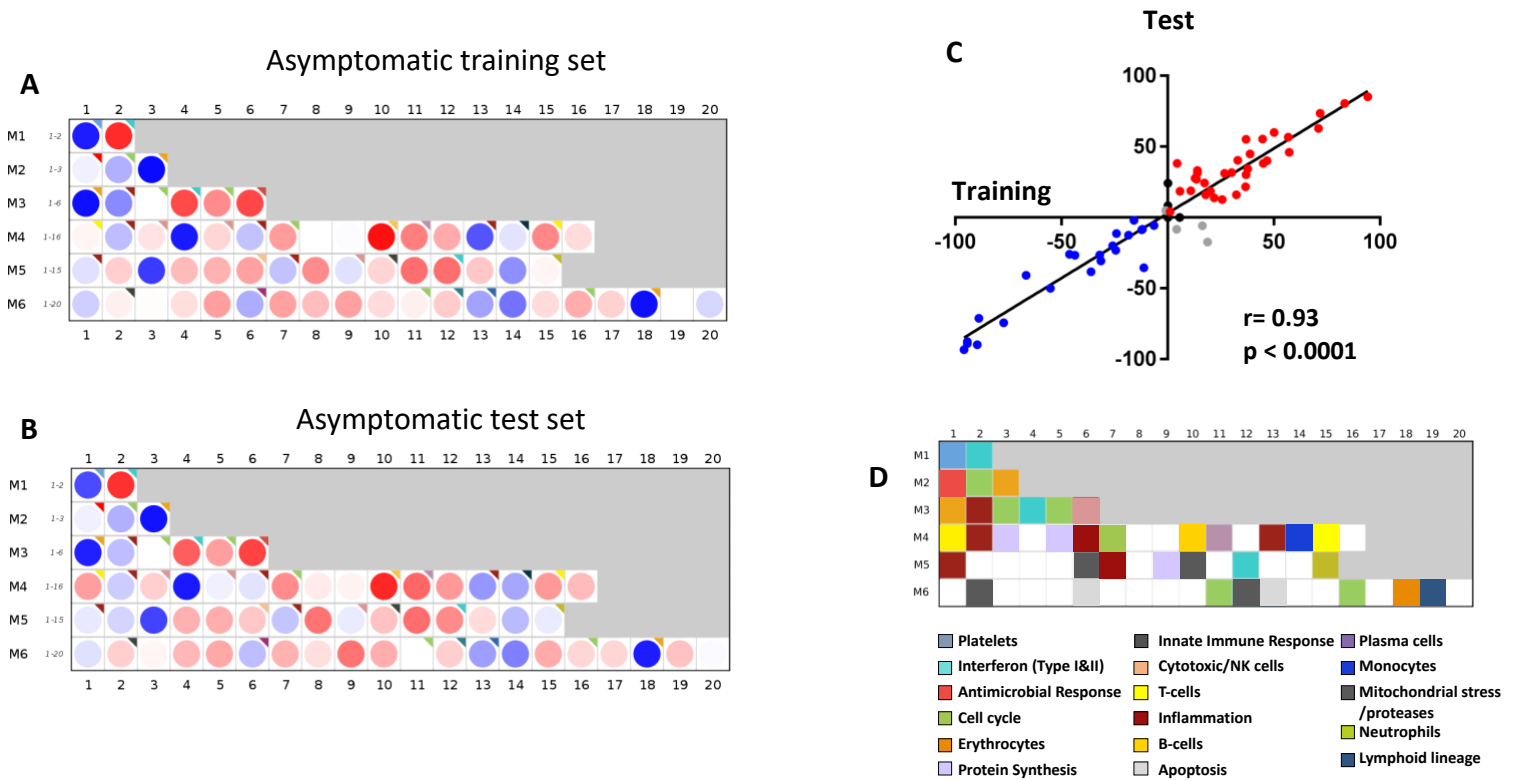 Asymptomatic training set
A
1 2 3 4 5 6 7 8 9 10 11 12 13 14 15 16 17 18 19 20
M1 1-2
M2 1-3
M3 1-6
M4 1-16
M5 1-15
M6 1-20
1 2 3 4 5 6 7 8 9 10 11 12 13 14 15 16 17 18 19 20
Asymptomatic test set
B
1 2 3 4 5 6 7 8 9 10 11 12 13 14 15 16 17 18 19 20
M1 1-2
M2 1-3
M3 1-6
M4 1-16
M5 1-15
M6 1-20
1 2 3 4 5 6 7 8 9 10 11 12 13 14 15 16 17 18 19 20
Test
C
100
50
Training
-100 -50 50 100
-50
-100
r= 0.93
p < 0.0001
D
1 2 3 4 5 6 7 8 9 10 11 12 13 14 15 16 17 18 19 20
M1
M2
M3
M4
M5
M6
Platelets
Interferon (Type I&II)
Antimicrobial Response
Cell cycle
Erythrocytes
Protein Synthesis
Innate Immune Response
Cytotoxic/NK cells
T-cells
Inflammation
B-cells
Apoptosis
Plasma cells
Monocytes
Mitochondrial stress
/proteases
Neutrophils
Lymphoid lineage